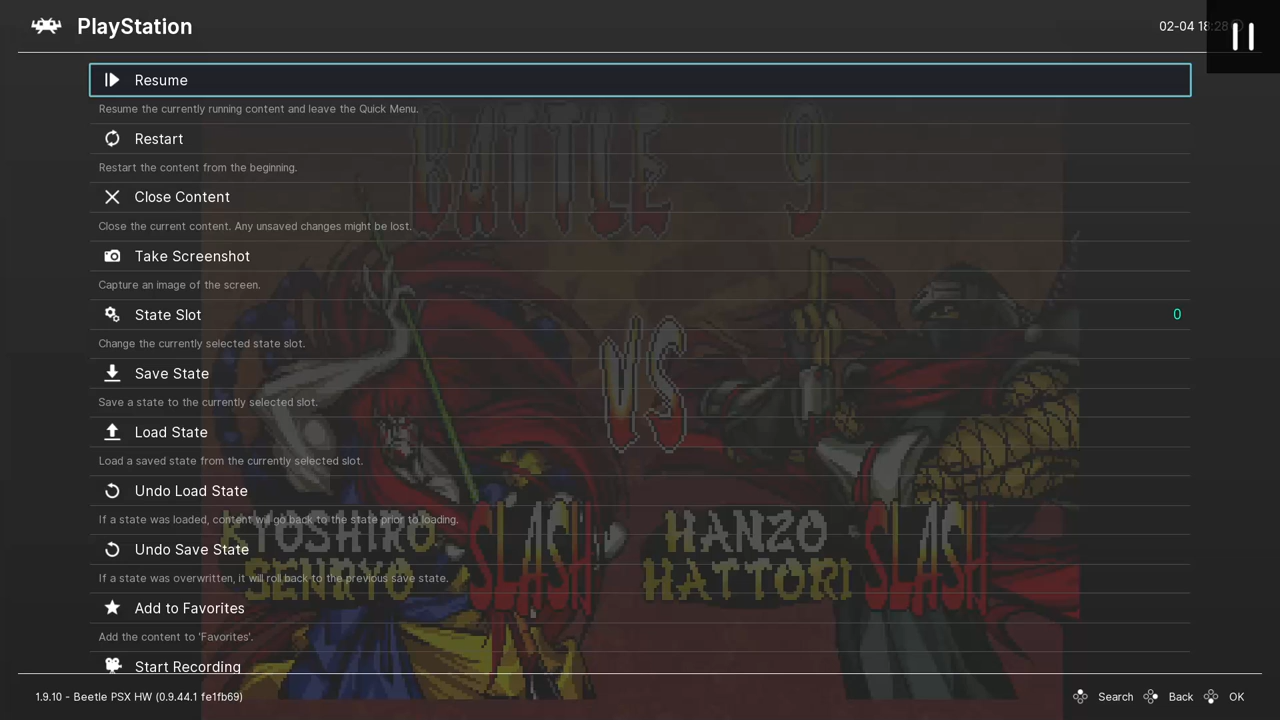 PlayStation
02-04 18:28
Resume
Resume the currently running content and leave the Quick Menu.
Restart
Restart the content from the beginning.
Close Content
Close the current content. Any unsaved changes might be lost.
Take Screenshot
Capture an image of the screen.
State Slot
0
Change the currently selected state slot.
Save State
Save a state to the currently selected slot.
Load State
Load a saved state from the currently selected slot.
Undo Load State
If a state was loaded, content will go back to the state prior to loading.
Undo Save State
If a state was overwritten, it will roll back to the previous save state.
Add to Favorites
Add the content to 'Favorites'.
Start Recording
1.9.10 - Beetle PSX HW (0.9.44.1 fe1fb69)
Search Back OK
BATTLE 9
VS
KYOSHIRO
SENRYO
SLASH
HANZO
HATTORI
SLASH